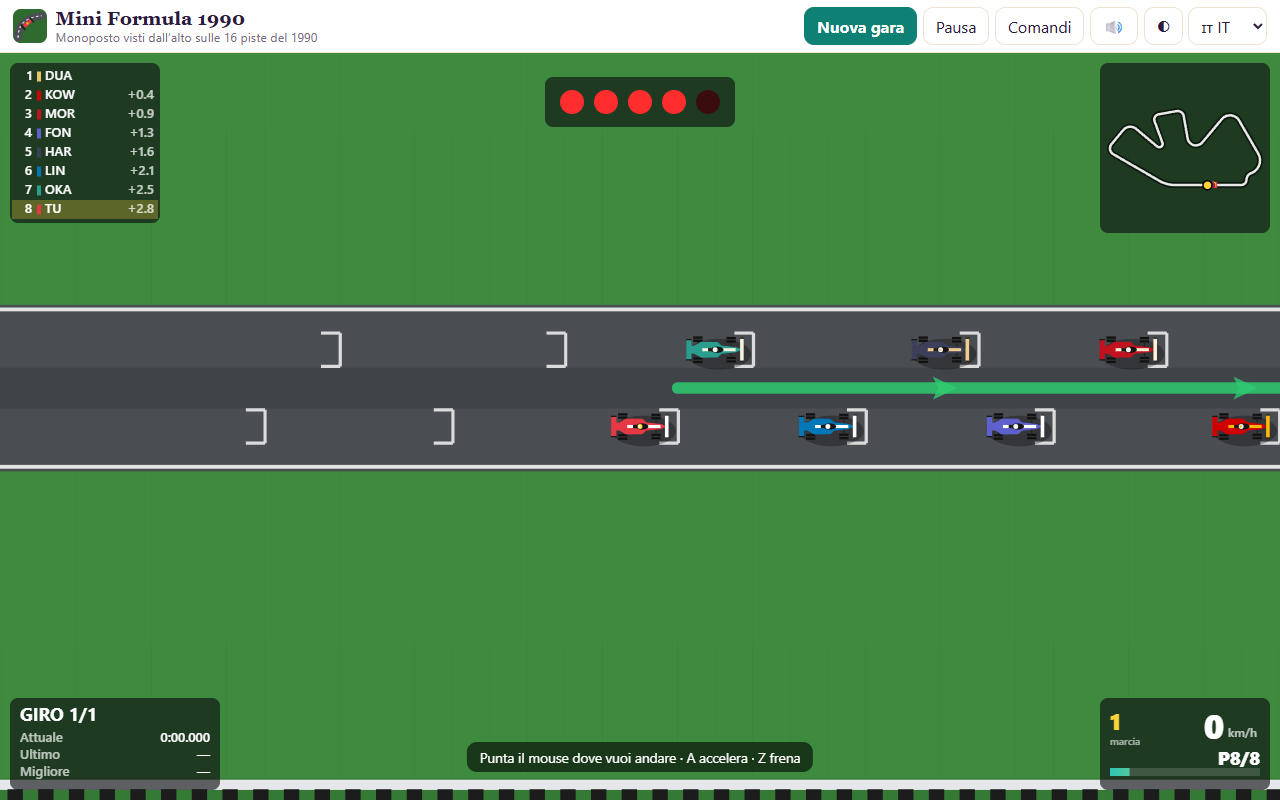 Mini Formula 1990
Monoposto visti dall'alto sulle 16 piste del 1990
Nuova gara
Pausa
Comandi
IT IT
1 DUA
2 KOW +0.4
3 MOR +0.9
4 FON +1.3
5 HAR +1.6
6 LIN +2.1
7 OKA +2.5
8 TU +2.8
GIRO 1/1
Attuale 0:00.000
Ultimo —
Migliore —
Punta il mouse dove vuoi andare · A accelera · Z frena
1 0 km/h
marcia
P8/8